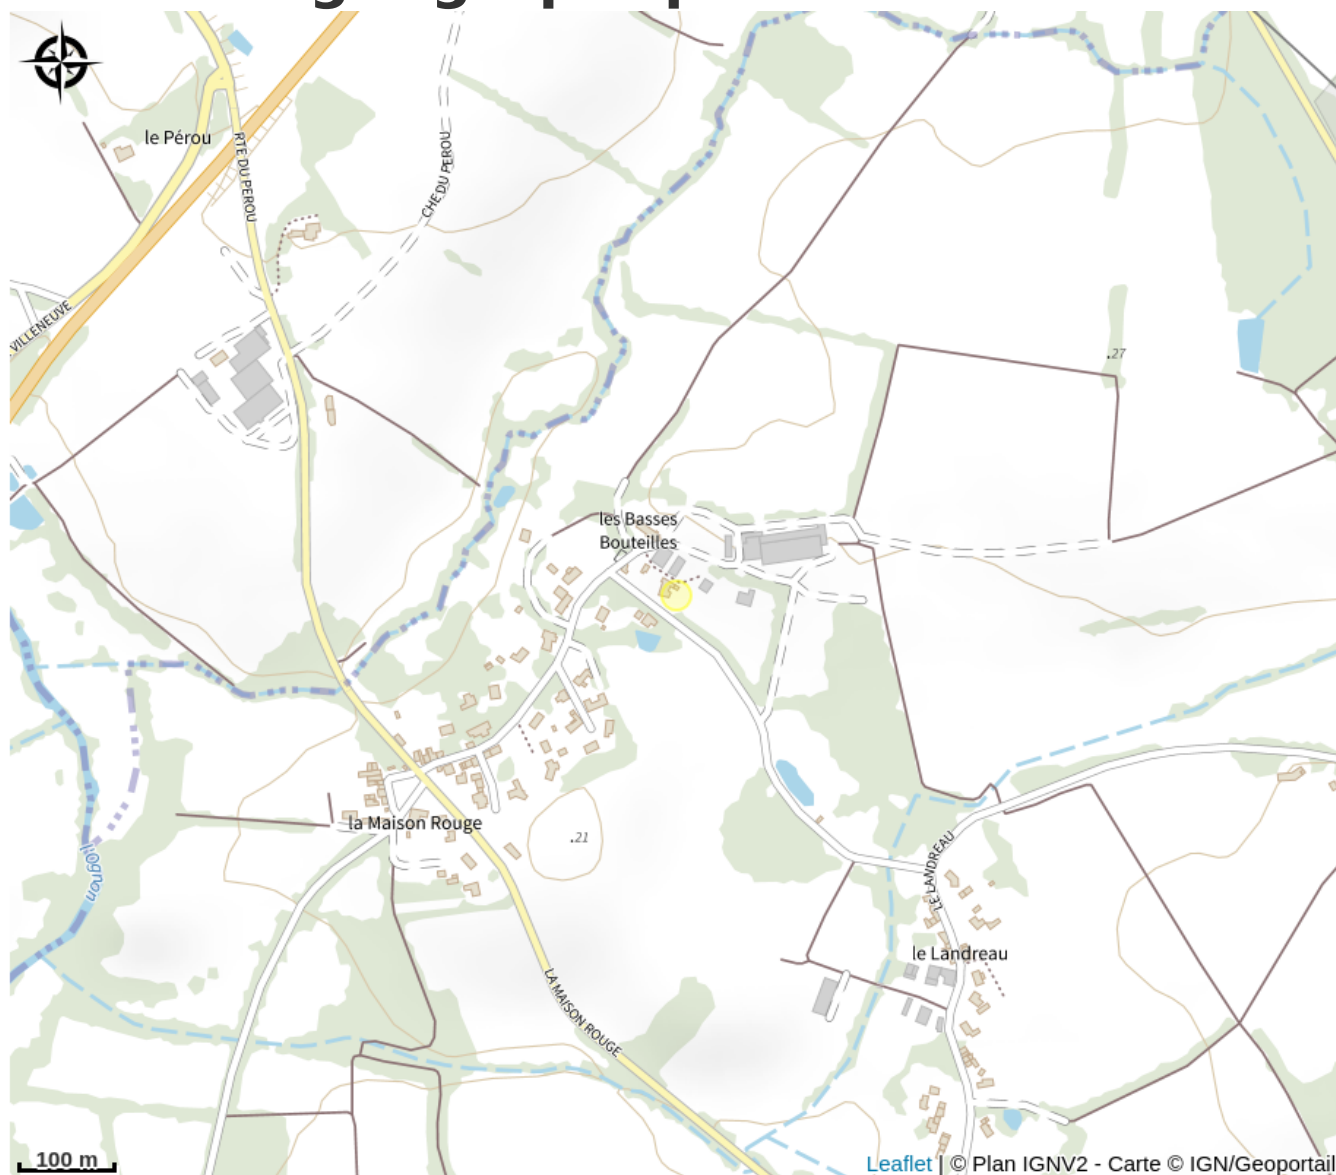 le Pérou
RTE DU PEROU
CHE DU PEROU
VILLENEUVE
.27
les Basses
Bouteilles
la Maison Rouge
.21
l'Ognon
LE LANDREAU
le Landreau
LA MAISON ROUGE
100 m
Leaflet | © Plan IGNV2 - Carte © IGN/Geoportail